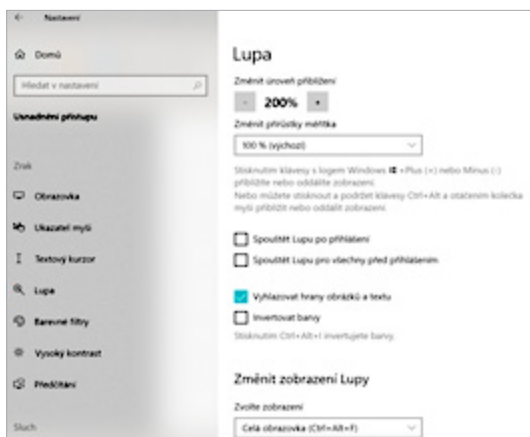 Nastavení
Domů
Hledat v nastavení
Usnadnění přístupu
Zrak
Obrazovka
Ukazatel myši
Textový kurzor
Lupa
Barevné filtry
Vysoký kontrast
Předčítání
Sluch
Lupa
Změnit úroveň přiblížení
- 200% +
Změnit přírůstky měřítka
100 % (výchozí)
Stisknutím klávesy s logem Windows +Plus (+) nebo Minus (-)
přiblížíte nebo oddálíte zobrazení.
Nebo můžete stisknout a podržet klávesy Ctrl+Alt a otáčením kolečka
myši přiblížit nebo oddálit zobrazení.
Spouštět Lupu po přihlášení
Spouštět Lupu pro všechny před přihlášením
Vyhlazovat hrany obrázků a textu
Invertovat barvy
Stisknutím Ctrl+Alt+I invertujete barvy.
Změnit zobrazení Lupy
Zvolte zobrazení
Celá obrazovka (Ctrl+Alt+F)